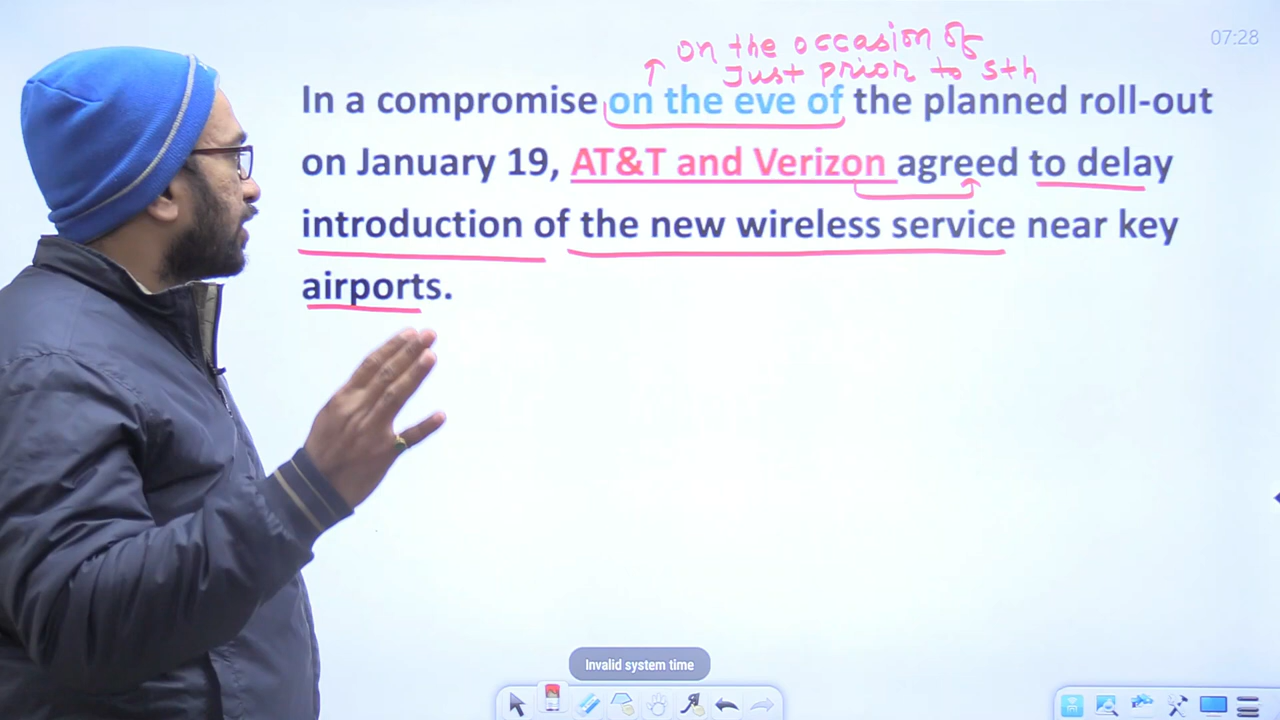 07:28
on the occasion of
Just prior to sth
In a compromise on the eve of the planned roll-out
on January 19, AT&T and Verizon agreed to delay
introduction of the new wireless service near key
airports.
Invalid system time